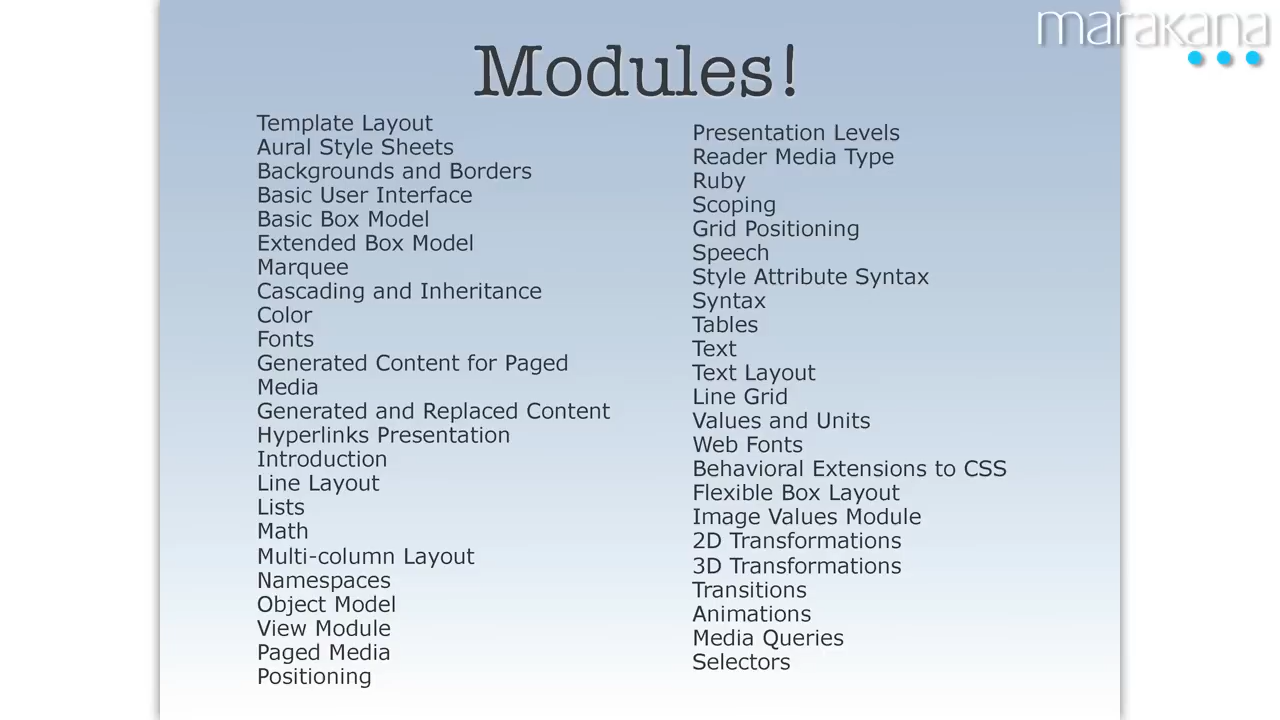 marakana
Modules!
Template Layout
Aural Style Sheets
Backgrounds and Borders
Basic User Interface
Basic Box Model
Extended Box Model
Marquee
Cascading and Inheritance
Color
Fonts
Generated Content for Paged
Media
Generated and Replaced Content
Hyperlinks Presentation
Introduction
Line Layout
Lists
Math
Multi-column Layout
Namespaces
Object Model
View Module
Paged Media
Positioning
Presentation Levels
Reader Media Type
Ruby
Scoping
Grid Positioning
Speech
Style Attribute Syntax
Syntax
Tables
Text
Text Layout
Line Grid
Values and Units
Web Fonts
Behavioral Extensions to CSS
Flexible Box Layout
Image Values Module
2D Transformations
3D Transformations
Transitions
Animations
Media Queries
Selectors